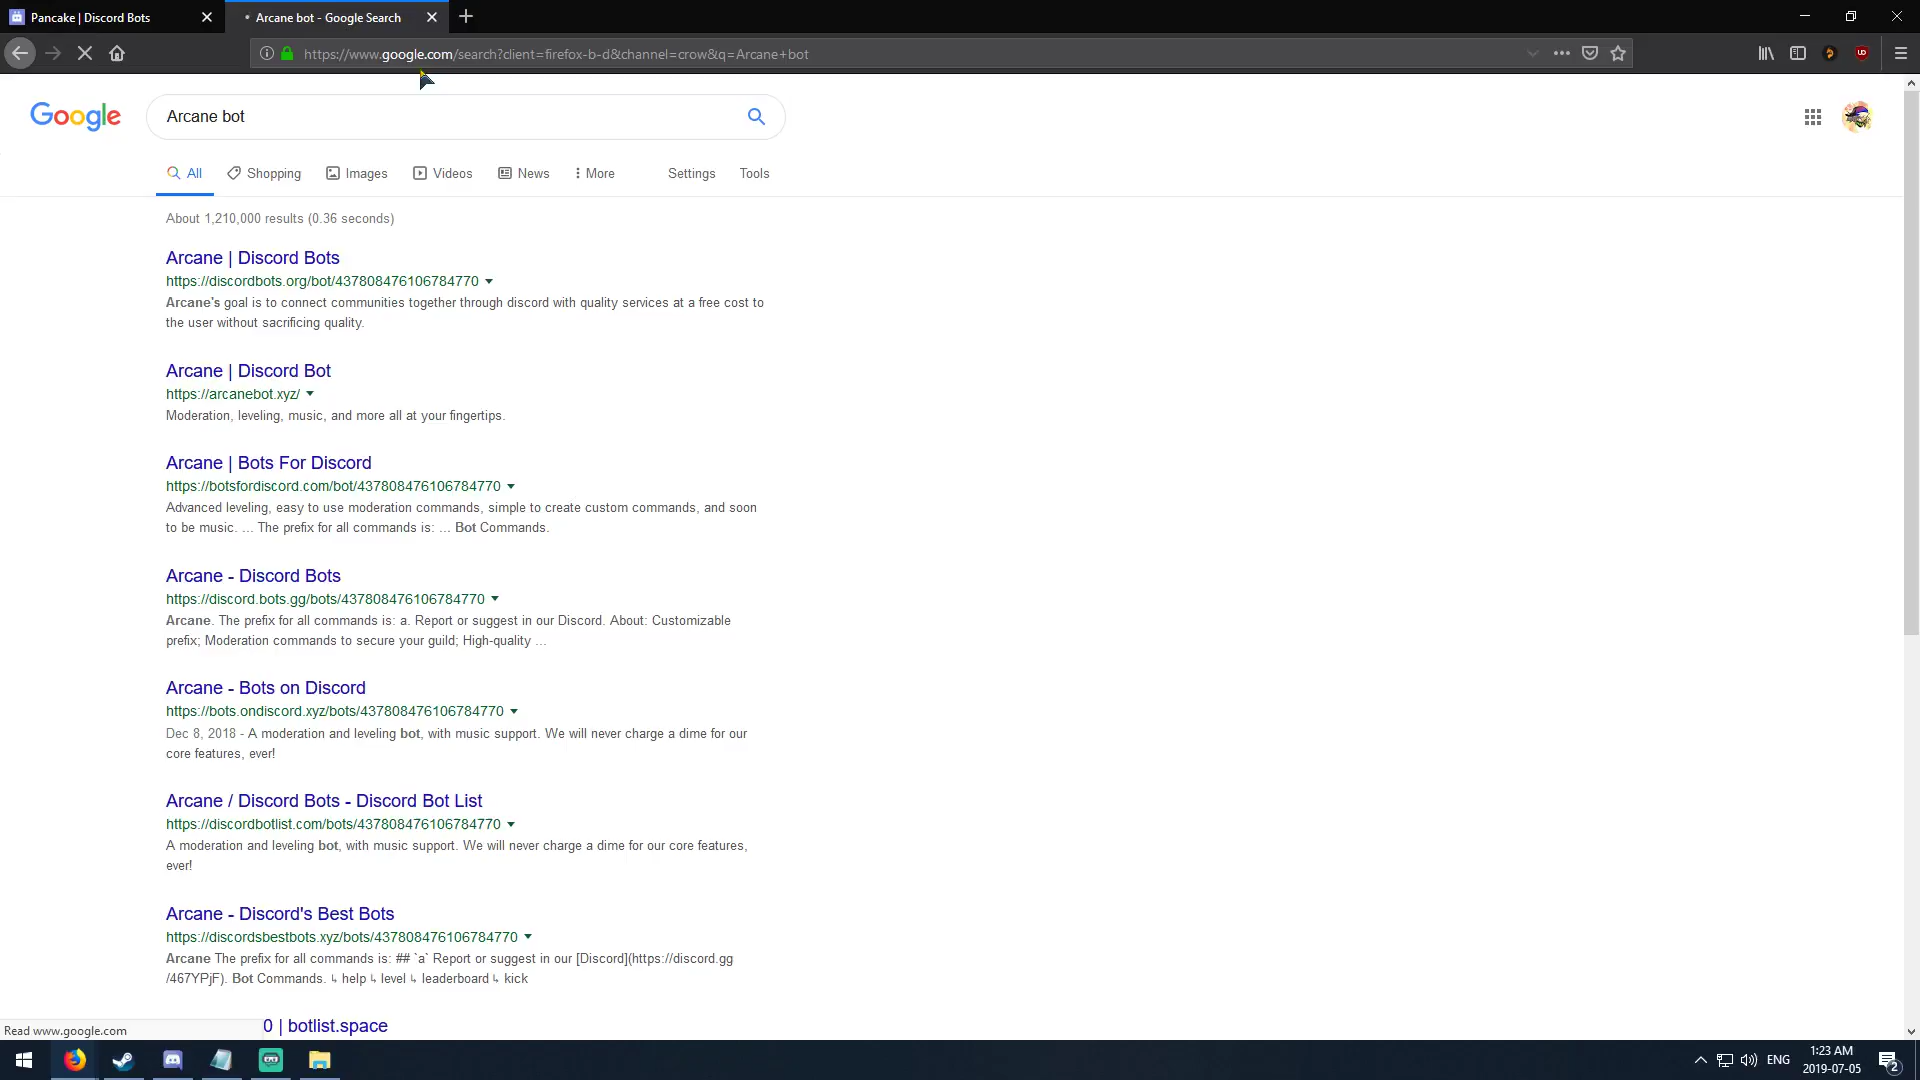 Pancake | Discord Bots
Arcane bot - Google Search
https://www.google.com/search?client=firefox-b-d&channel=crow&q=Arcane+bot
Google
Arcane bot
All
Shopping
Images
Videos
News
More
Settings
Tools
About 1,210,000 results (0.36 seconds)
Arcane | Discord Bots
https://discordbots.org/bot/437808476106784770
Arcane's goal is to connect communities together through discord with quality services at a free cost to
the user without sacrificing quality.
Arcane | Discord Bot
https://arcanebot.xyz/
Moderation, leveling, music, and more all at your fingertips.
Arcane | Bots For Discord
https://botsfordiscord.com/bot/437808476106784770
Advanced leveling, easy to use moderation commands, simple to create custom commands, and soon
to be music. ... The prefix for all commands is: ... Bot Commands.
Arcane - Discord Bots
https://discord.bots.gg/bots/437808476106784770
Arcane. The prefix for all commands is: a. Report or suggest in our Discord. About: Customizable
prefix; Moderation commands to secure your guild; High-quality ...
Arcane - Bots on Discord
https://bots.ondiscord.xyz/bots/437808476106784770
Dec 8, 2018 - A moderation and leveling bot, with music support. We will never charge a dime for our
core features, ever!
Arcane / Discord Bots - Discord Bot List
https://discordbotlist.com/bots/437808476106784770
A moderation and leveling bot, with music support. We will never charge a dime for our core features,
ever!
Arcane - Discord's Best Bots
https://discordsbestbots.xyz/bots/437808476106784770
Arcane The prefix for all commands is: ## `a` Report or suggest in our [Discord](https://discord.gg
/467YPjF). Bot Commands. ↳ help ↳ level ↳ leaderboard ↳ kick
0 | botlist.space
Read www.google.com
ENG
1:23 AM
2019-07-05
2